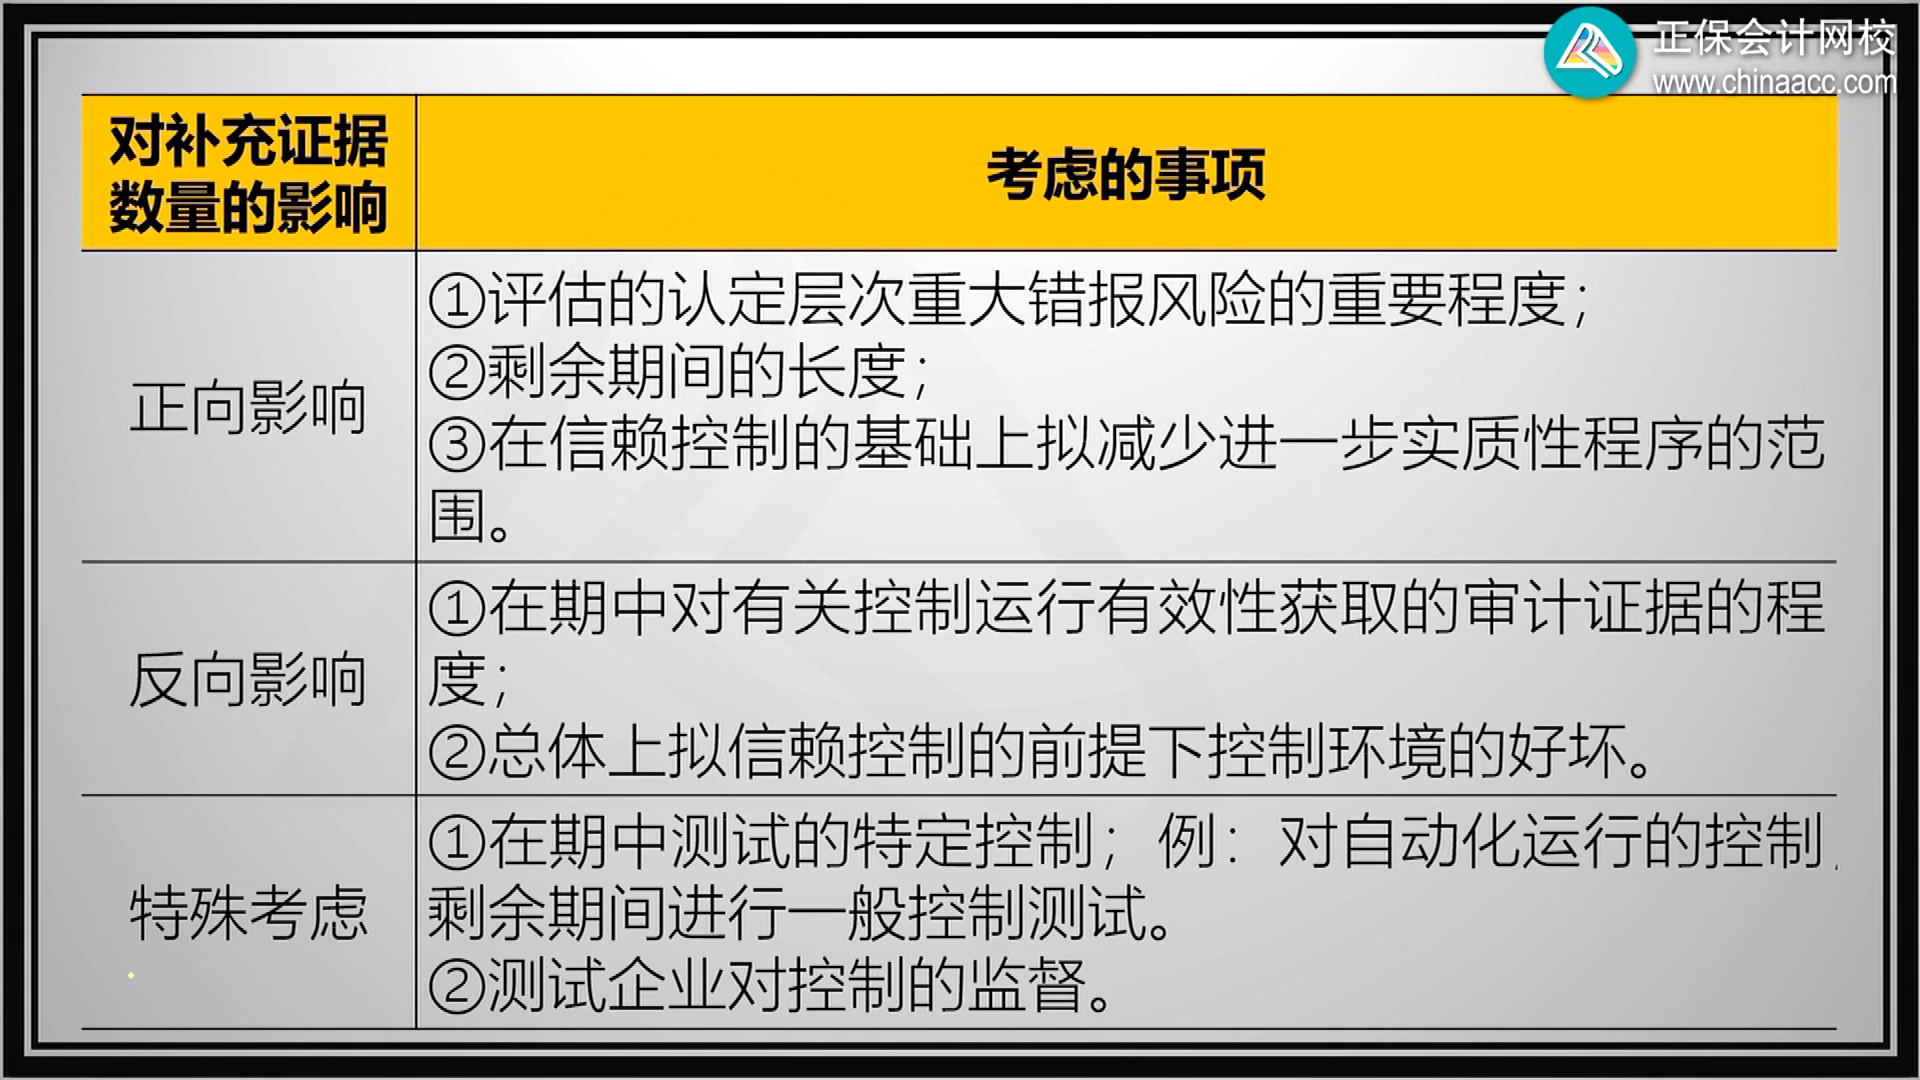 正保会计网校
www.chinaacc.com
对补充证据
数量的影响
考虑的事项
正向影响
①评估的认定层次重大错报风险的重要程度；
②剩余期间的长度；
③在信赖控制的基础上拟减少进一步实质性程序的范
围。
反向影响
①在期中对有关控制运行有效性获取的审计证据的程
度；
②总体上拟信赖控制的前提下控制环境的好坏。
特殊考虑
①在期中测试的特定控制；例：对自动化运行的控制，
剩余期间进行一般控制测试。
②测试企业对控制的监督。